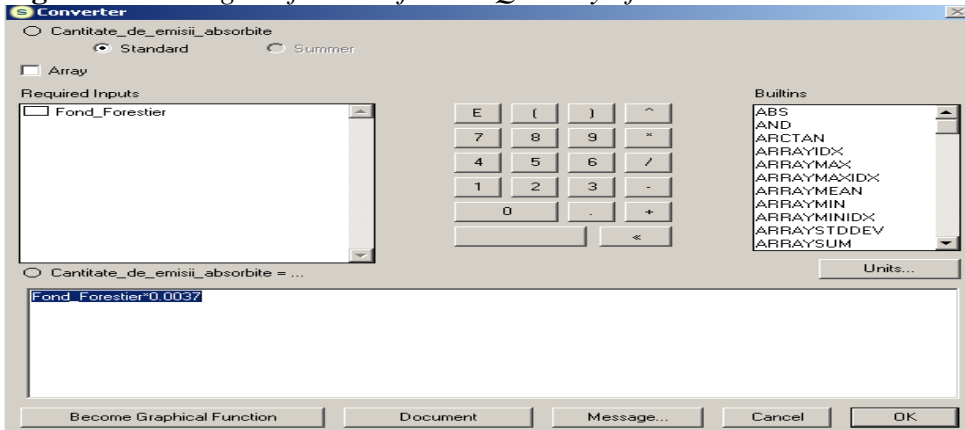 Converter
Cantitate_de_emisii_absorbite
Standard Summer
Array
Required Inputs
Fond_Forestier
E ( ) ^
7 8 9 *
4 5 6 /
1 2 3 -
0 . +
«
Builtins
ABS
AND
ARCTAN
ARRAYIDX
ARRAYMAX
ARRAYMAXIDX
ARRAYMEAN
ARRAYMIN
ARRAYMINIDX
ARRAYSTDDEV
ARRAYSUM
Units...
Cantitate_de_emisii_absorbite = ...
Fond_Forestier*0.0037
Become Graphical Function Document Message... Cancel OK